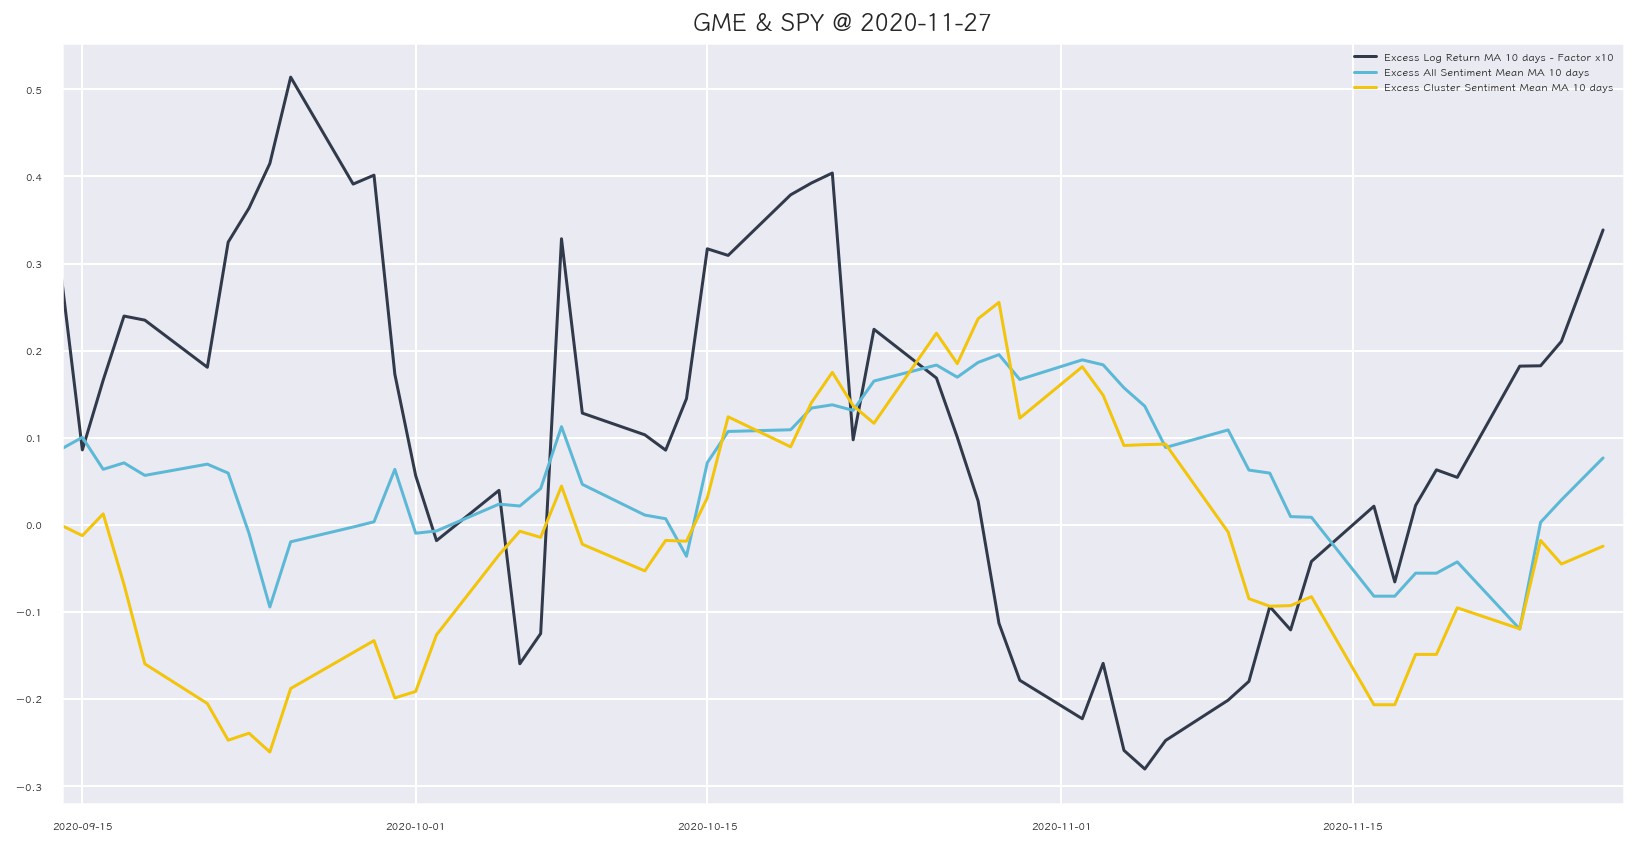 GME & SPY @ 2020-11-27
Excess Log Return MA 10 days - Factor x10
Excess All Sentiment Mean MA 10 days
Excess Cluster Sentiment Mean MA 10 days
0.5
0.4
0.3
0.2
0.1
0.0
−0.1
−0.2
−0.3
2020-09-15 2020-10-01 2020-10-15 2020-11-01 2020-11-15